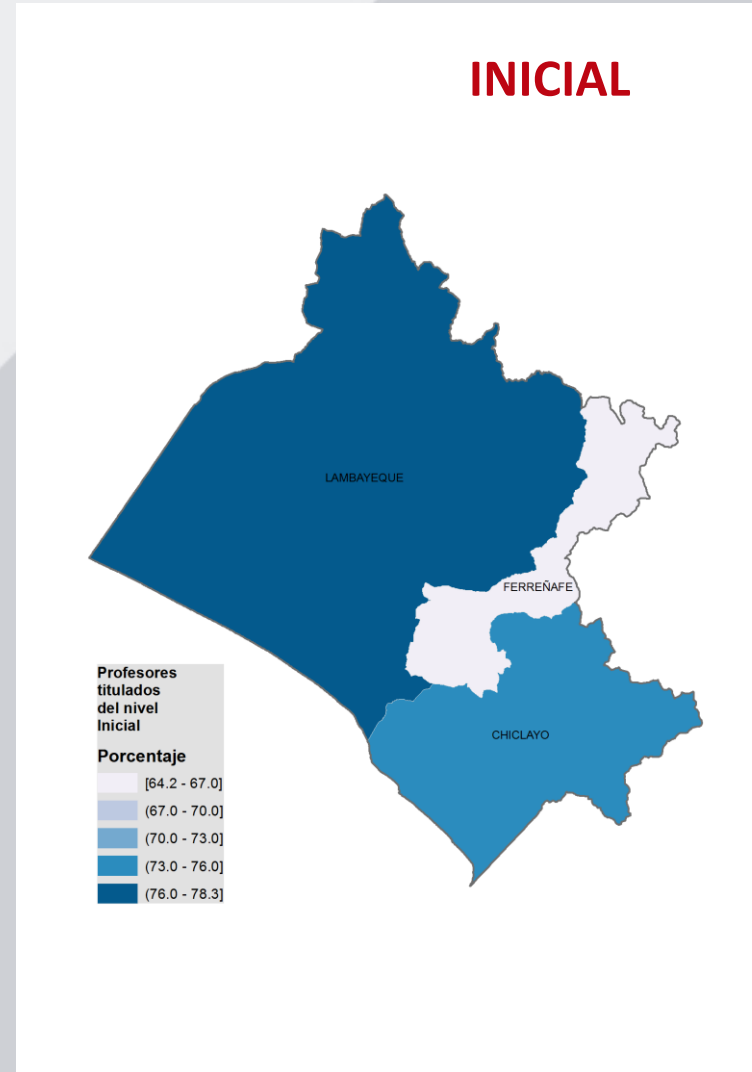 INICIAL
LAMBAYEQUE
FERREÑAFE
CHICLAYO
Profesores
titulados
del nivel
Inicial
Porcentaje
[64.2 - 67.0]
(67.0 - 70.0]
(70.0 - 73.0]
(73.0 - 76.0]
(76.0 - 78.3]